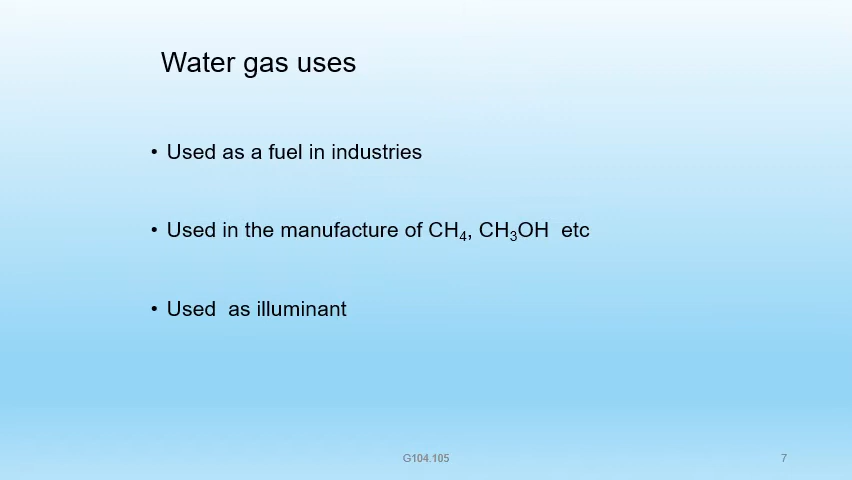 Water gas uses
• Used as a fuel in industries
• Used in the manufacture of CH₄, CH₃OH  etc
• Used  as illuminant
G104.105
7